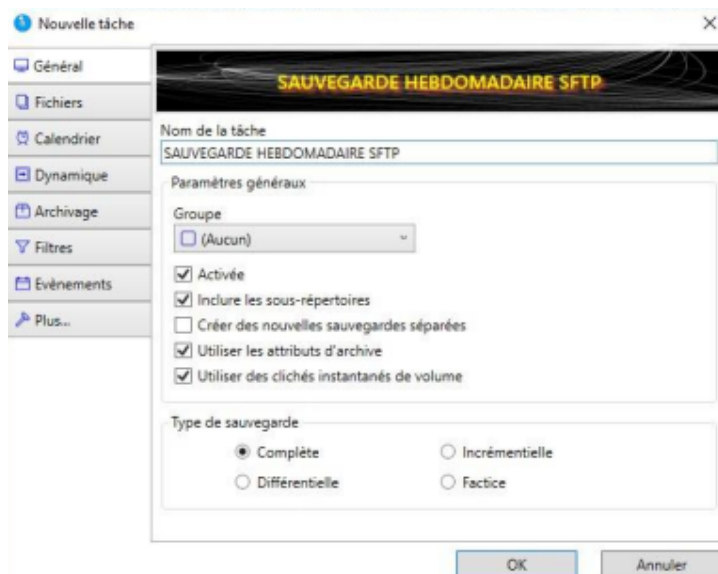 Nouvelle tâche
Général
Fichiers
Calendrier
Dynamique
Archivage
Filtres
Evènements
Plus...
SAUVEGARDE HEBDOMADAIRE SFTP
Nom de la tâche
SAUVEGARDE HEBDOMADAIRE SFTP
Paramètres généraux
Groupe
(Aucun)
Activée
Inclure les sous-répertoires
Créer des nouvelles sauvegardes séparées
Utiliser les attributs d'archive
Utiliser des clichés instantanés de volume
Type de sauvegarde
Complète
Incrémentielle
Différentielle
Factice
OK
Annuler